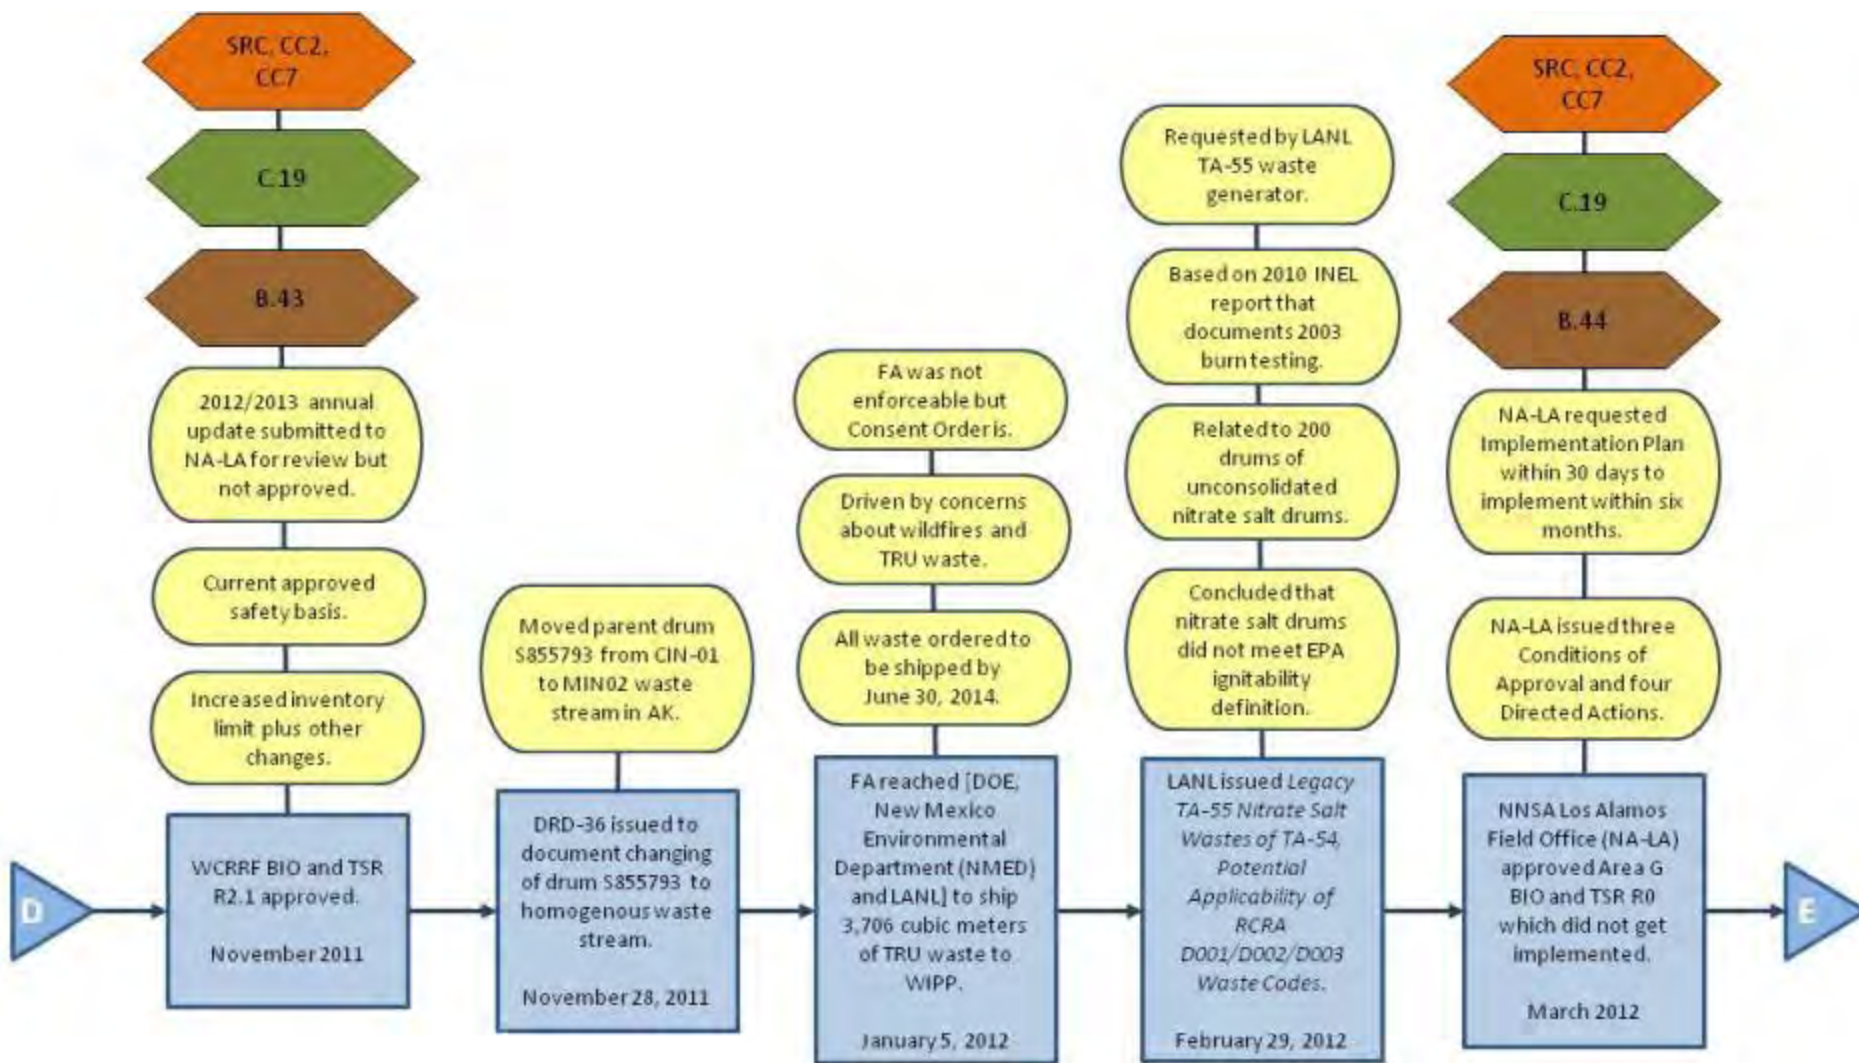 SRC, CC2,
CC7
C.19
B.43
2012/2013 annual
update submitted to
NA-LA for review but
not approved.
Current approved
safety basis.
Increased inventory
limit plus other
changes.
D
WCRRF BIO and TSR
R2.1 approved.
November 2011
Moved parent drum
S855793 from CIN-01
to MIN02 waste
stream in AK.
DRD-36 issued to
document changing
of drum S855793 to
homogenous waste
stream.
November 28, 2011
FA was not
enforceable but
Consent Order is.
Driven by concerns
about wildfires and
TRU waste.
All waste ordered to
be shipped by
June 30, 2014.
FA reached [DOE,
New Mexico
Environmental
Department (NMED)
and LANL] to ship
3,706 cubic meters
of TRU waste to
WIPP.
January 5, 2012
Requested by LANL
TA-55 waste
generator.
Based on 2010 INEL
report that
documents 2003
burn testing.
Related to 200
drums of
unconsolidated
nitrate salt drums.
Concluded that
nitrate salt drums
did not meet EPA
ignitability
definition.
LANL issued Legacy
TA-55 Nitrate Salt
Wastes of TA-54,
Potential
Applicability of
RCRA
D001/D002/D003
Waste Codes.
February 29, 2012
SRC, CC2,
CC7
C.19
B.44
NA-LA requested
Implementation Plan
within 30 days to
implement within six
months.
NA-LA issued three
Conditions of
Approval and four
Directed Actions.
NNSA Los Alamos
Field Office (NA-LA)
approved Area G
BIO and TSR R0
which did not get
implemented.
March 2012
E